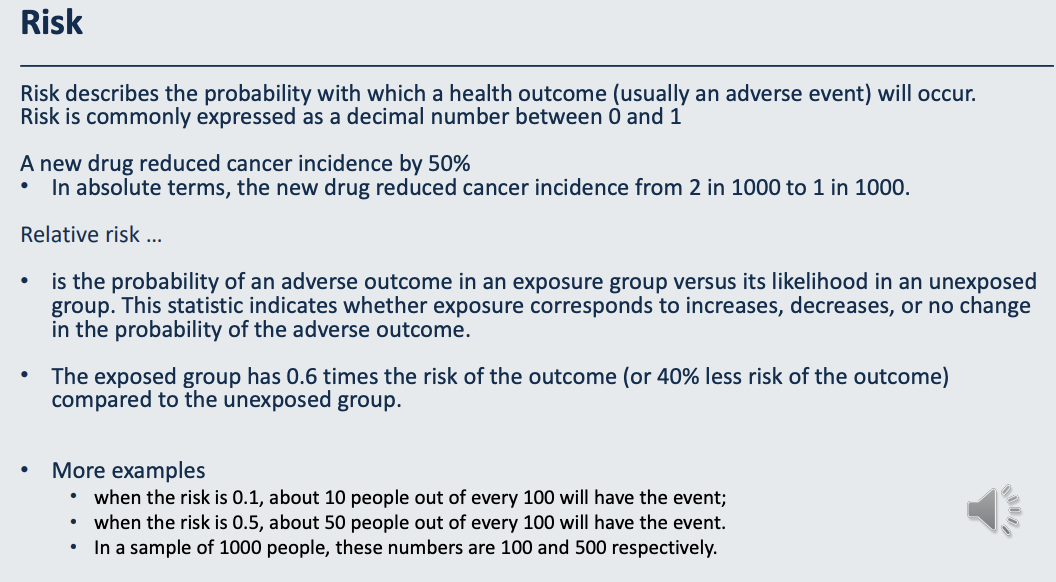 Risk
Risk describes the probability with which a health outcome (usually an adverse event) will occur.
Risk is commonly expressed as a decimal number between 0 and 1
A new drug reduced cancer incidence by 50%
• In absolute terms, the new drug reduced cancer incidence from 2 in 1000 to 1 in 1000.
Relative risk ...
• is the probability of an adverse outcome in an exposure group versus its likelihood in an unexposed
group. This statistic indicates whether exposure corresponds to increases, decreases, or no change
in the probability of the adverse outcome.
• The exposed group has 0.6 times the risk of the outcome (or 40% less risk of the outcome)
compared to the unexposed group.
• More examples
• when the risk is 0.1, about 10 people out of every 100 will have the event;
• when the risk is 0.5, about 50 people out of every 100 will have the event.
• In a sample of 1000 people, these numbers are 100 and 500 respectively.